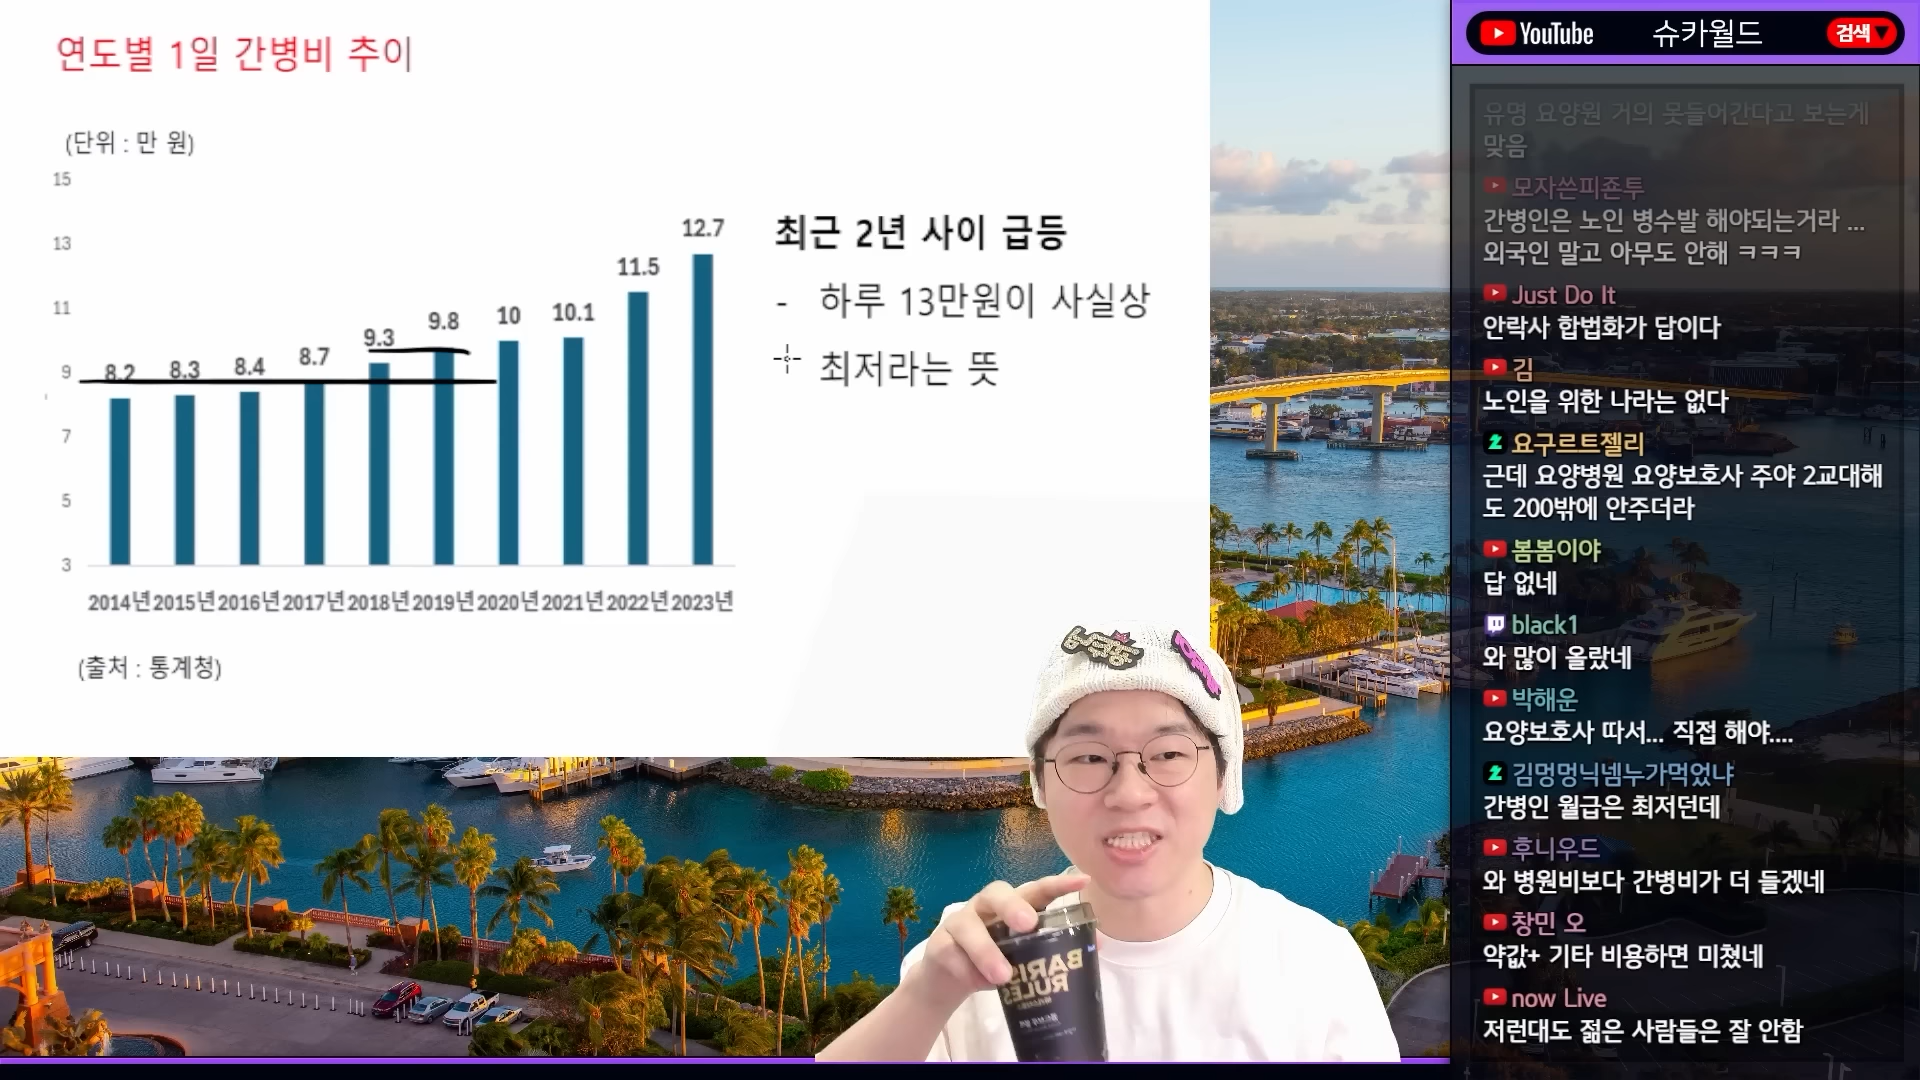 연도별 1일 간병비 추이
(단위 : 만 원)
15
13
11
9
7
5
3
8.2
8.3
8.4
8.7
9.3
9.8
10
10.1
11.5
12.7
2014년 2015년 2016년 2017년 2018년 2019년 2020년 2021년 2022년 2023년
(출처 : 통계청)
최근 2년 사이 급등
- 하루 13만원이 사실상
최저라는 뜻
BARIS
RULES
YouTube 슈카월드 검색
유명 요양원 거의 못들어간다고 보는게
맞음
모자쓴피죤투
간병인은 노인 병수발 해야되는거라 ...
외국인 말고 아무도 안해 ㅋㅋㅋ
Just Do It
안락사 합법화가 답이다
김
노인을 위한 나라는 없다
요구르트젤리
근데 요양병원 요양보호사 주야 2교대해
도 200밖에 안주더라
봄봄이야
답 없네
black1
와 많이 올랐네
박해운
요양보호사 따서... 직접 해야....
김멍멍닉넴누가먹었냐
간병인 월급은 최저던데
후니우드
와 병원비보다 간병비가 더 들겠네
창민 오
약값+ 기타 비용하면 미쳤네
now Live
저런대도 젊은 사람들은 잘 안함